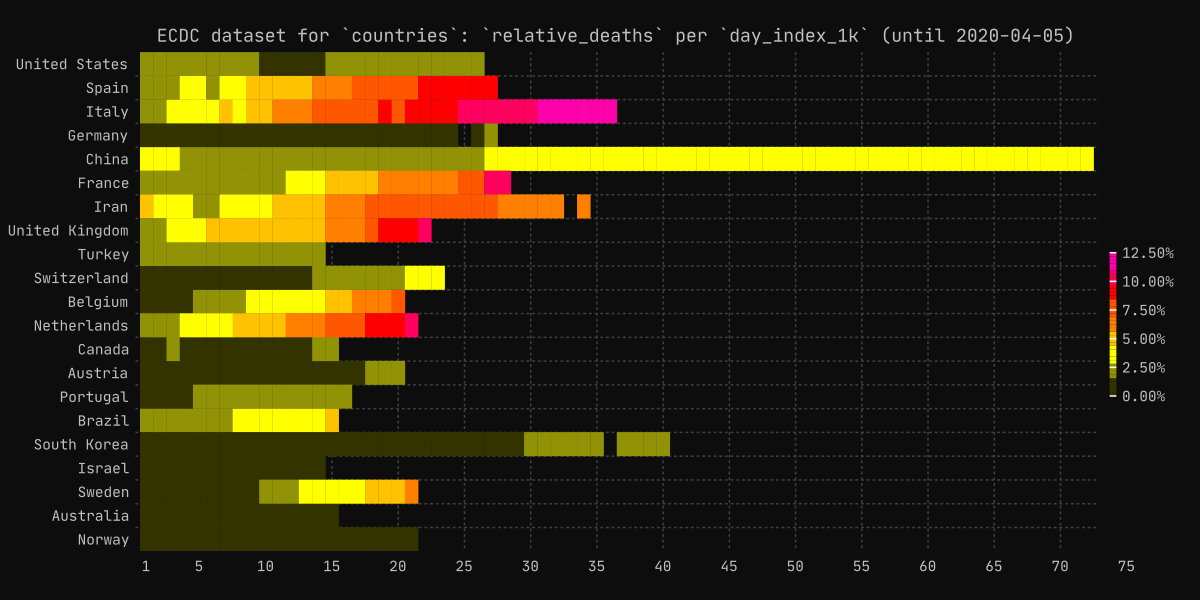 ECDC dataset for `countries`: `relative_deaths` per `day_index_1k` (until 2020-04-05)
United States
Spain
Italy
Germany
China
France
Iran
United Kingdom
Turkey
Switzerland
Belgium
Netherlands
Canada
Austria
Portugal
Brazil
South Korea
Israel
Sweden
Australia
Norway
12.50%
10.00%
7.50%
5.00%
2.50%
0.00%
1 5 10 15 20 25 30 35 40 45 50 55 60 65 70 75